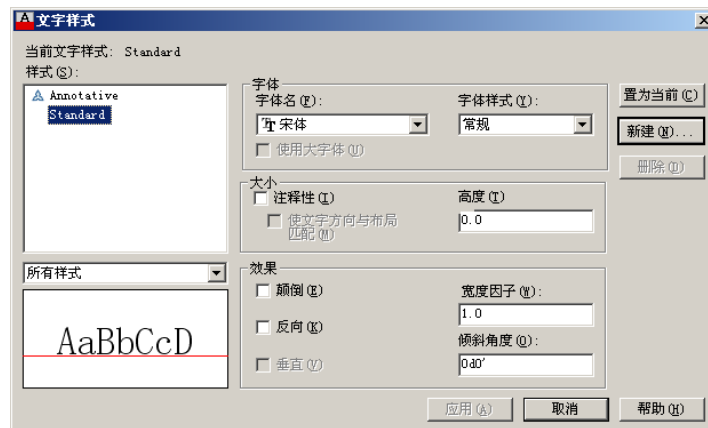 文字样式
当前文字样式: Standard
样式(S):
Annotative
Standard
所有样式
AaBbCcD
字体
字体名(F):
宋体
使用大字体(U)
字体样式(Y):
常规
大小
注释性(I)
使文字方向与布局
匹配(M)
高度(T)
0.0
效果
颠倒(E)
反向(K)
垂直(V)
宽度因子(W):
1.0
倾斜角度(O):
0d0'
置为当前(C)
新建(N)...
删除(D)
应用(A)
取消
帮助(H)